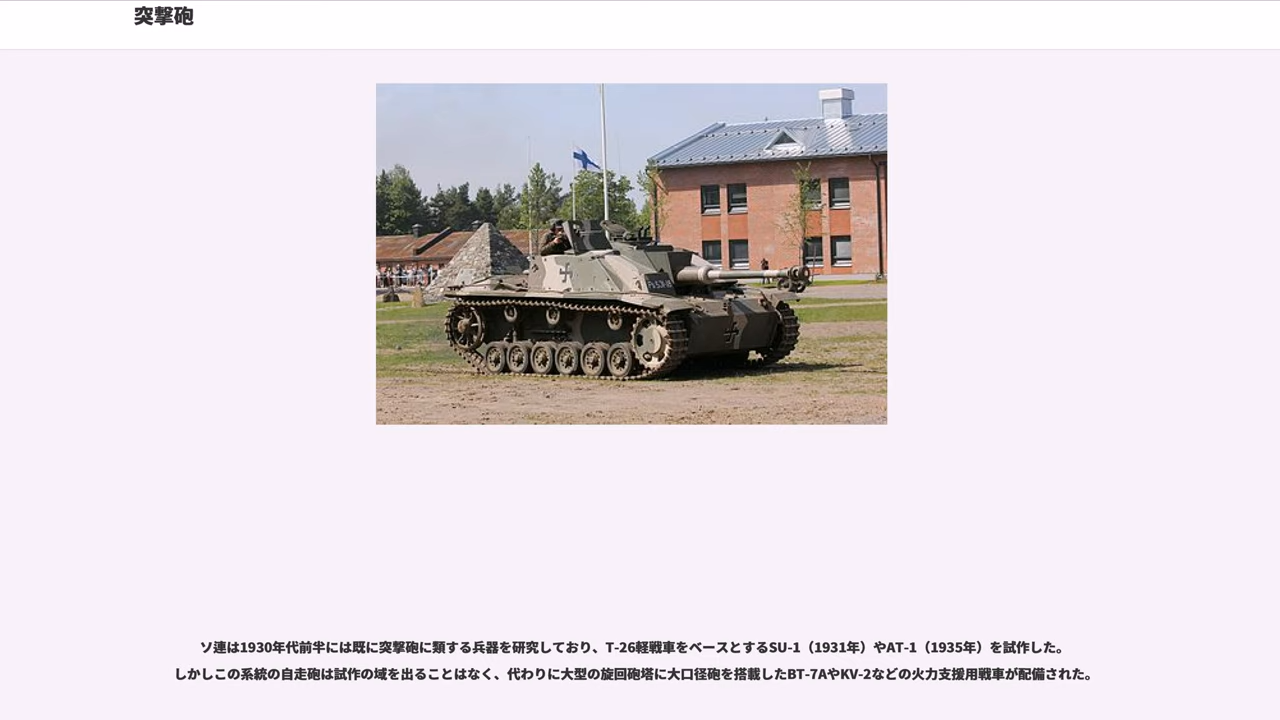 突撃砲
ソ連は1930年代前半には既に突撃砲に類する兵器を研究しており、T-26軽戦車をベースとするSU-1（1931年）やAT-1（1935年）を試作した。
しかしこの系統の自走砲は試作の域を出ることはなく、代わりに大型の旋回砲塔に大口径砲を搭載したBT-7AやKV-2などの火力支援用戦車が配備された。